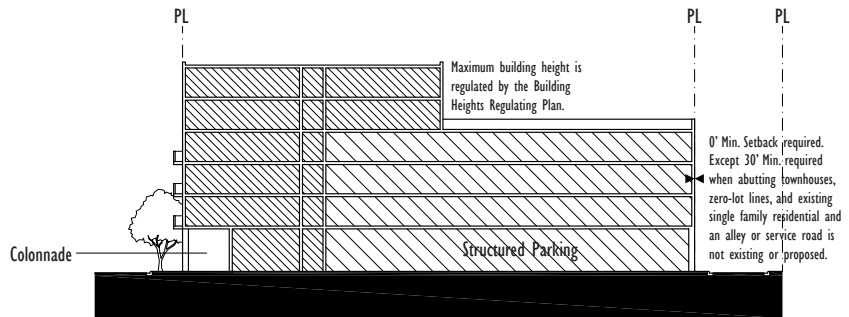 PL
PL
PL
Maximum building height is
regulated by the Building
Heights Regulating Plan.
0' Min. Setback required.
Except 30' Min. required
when abutting townhouses,
zero-lot lines, and existing
single family residential and
an alley or service road is
not existing or proposed.
Colonnade
Structured Parking